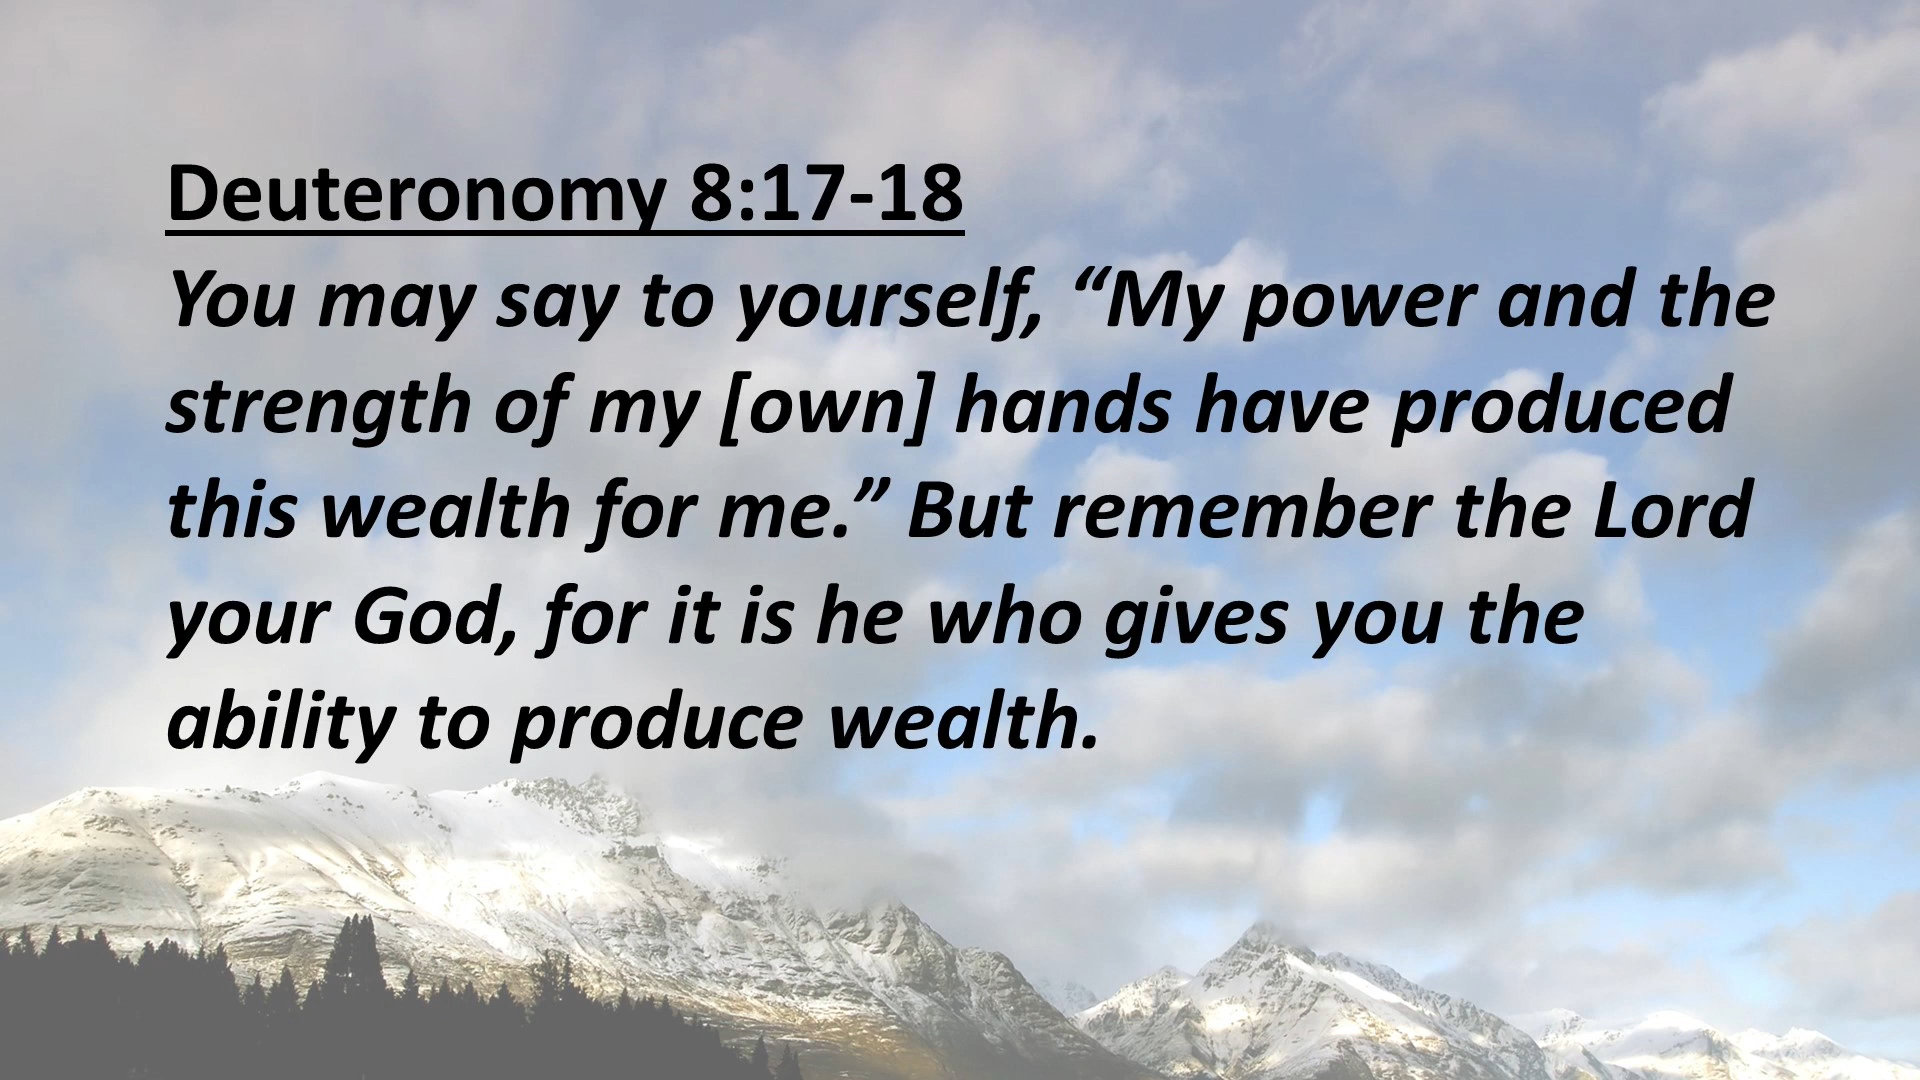 Deuteronomy 8:17-18
You may say to yourself, “My power and the
strength of my [own] hands have produced
this wealth for me.” But remember the Lord
your God, for it is he who gives you the
ability to produce wealth.